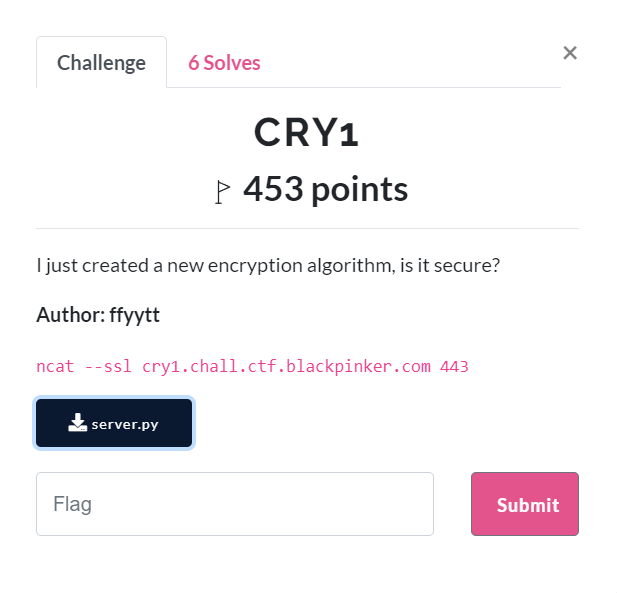 Challenge 6 Solves ×
CRY1
453 points
I just created a new encryption algorithm, is it secure?
Author: ffyytt
ncat --ssl cry1.chall.ctf.blackpinker.com 443
server.py
Flag Submit